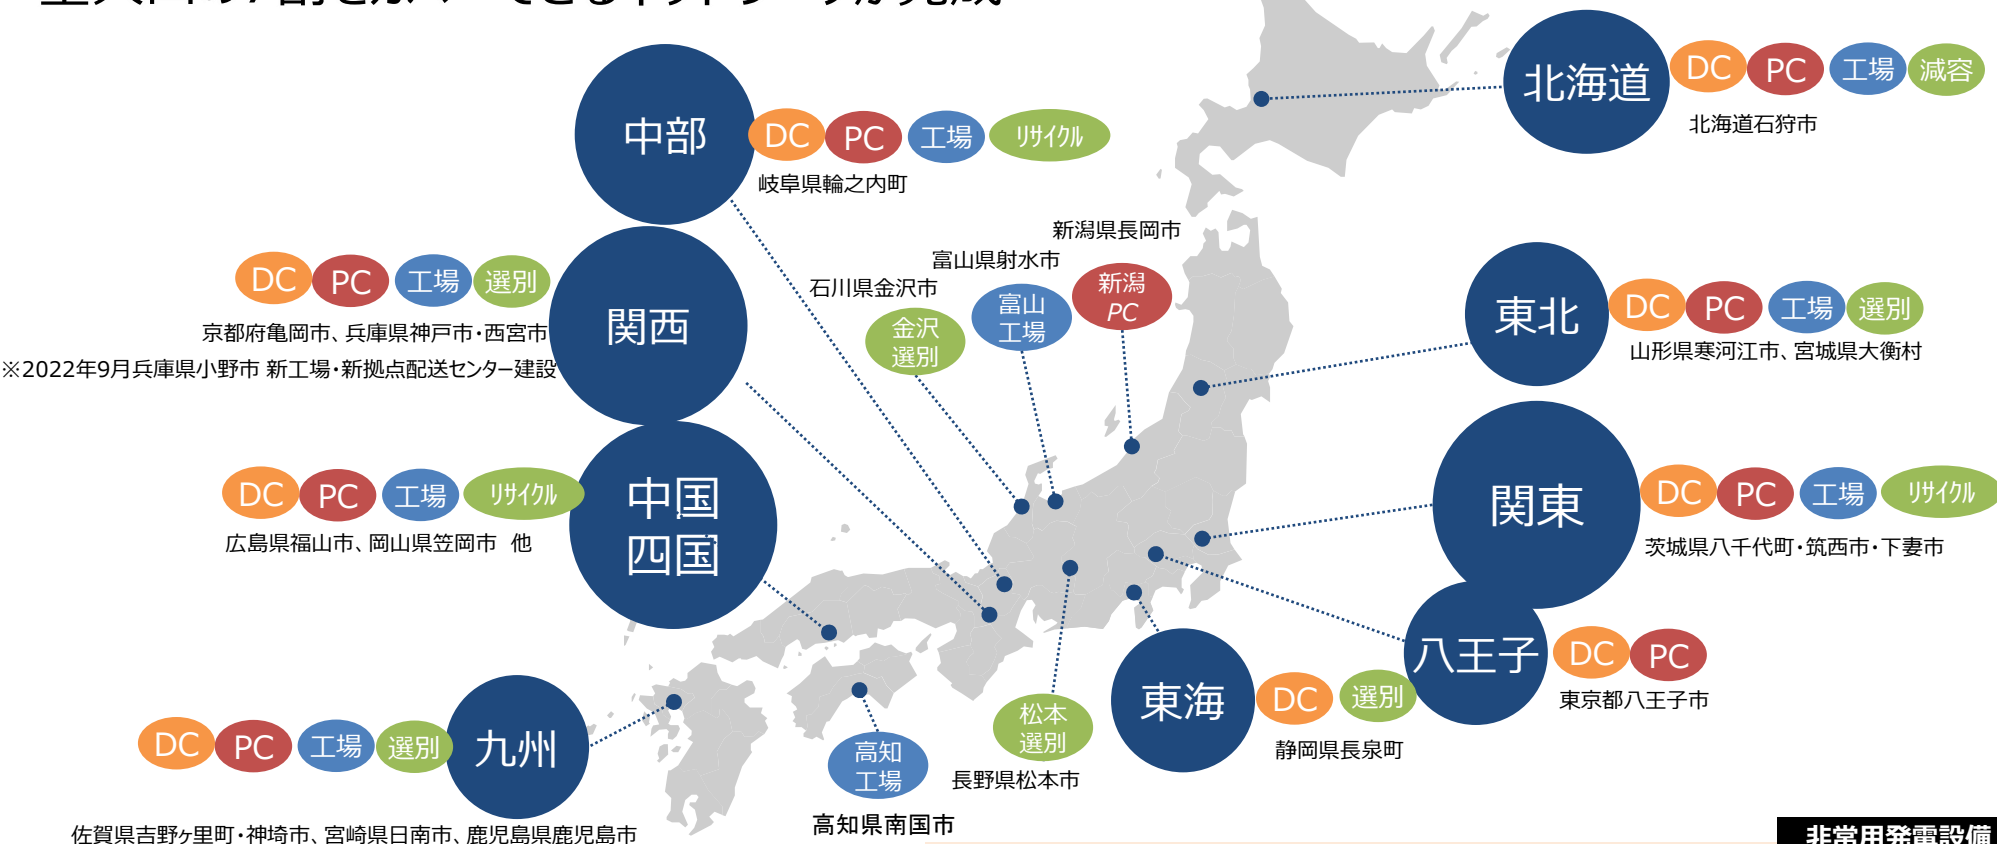 北海道
DC PC 工場 減容
北海道石狩市
中部
DC PC 工場 ﾘｻｲｸﾙ
岐阜県輪之内町
新潟県長岡市
新潟
PC
富山県射水市
富山
工場
石川県金沢市
金沢
選別
DC PC 工場 選別
関西
京都府亀岡市、兵庫県神戸市・西宮市
※2022年9月兵庫県小野市 新工場・新拠点配送センター建設
東北
DC PC 工場 選別
山形県寒河江市、宮城県大衡村
DC PC 工場 ﾘｻｲｸﾙ
中国
四国
広島県福山市、岡山県笠岡市 他
関東
DC PC 工場 ﾘｻｲｸﾙ
茨城県八千代町・筑西市・下妻市
八王子
DC PC
東京都八王子市
東海
DC 選別
静岡県長泉町
松本
選別
長野県松本市
高知
工場
高知県南国市
DC PC 工場 選別
九州
佐賀県吉野ヶ里町・神埼市、宮崎県日南市、鹿児島県鹿児島市
非常用発電設備